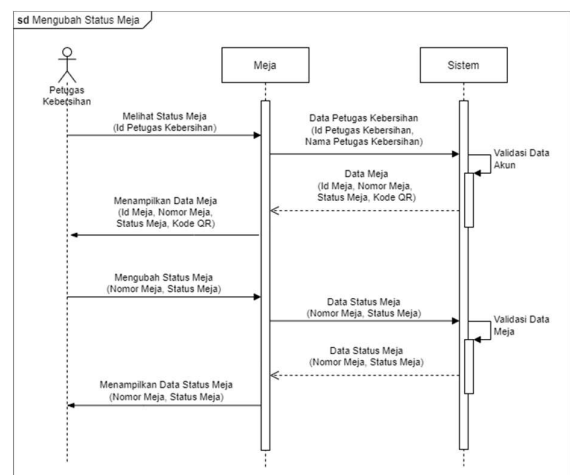 sd Mengubah Status Meja
Petugas
Kebersihan
Meja
Sistem
Melihat Status Meja
(Id Petugas Kebersihan)
Data Petugas Kebersihan
(Id Petugas Kebersihan,
Nama Petugas Kebersihan)
Validasi Data
Akun
Data Meja
(Id Meja, Nomor Meja,
Status Meja, Kode QR)
Menampilkan Data Meja
(Id Meja, Nomor Meja,
Status Meja, Kode QR)
Mengubah Status Meja
(Nomor Meja, Status Meja)
Data Status Meja
(Nomor Meja, Status Meja)
Validasi Data
Meja
Data Status Meja
(Nomor Meja, Status Meja)
Menampilkan Data Status Meja
(Nomor Meja, Status Meja)